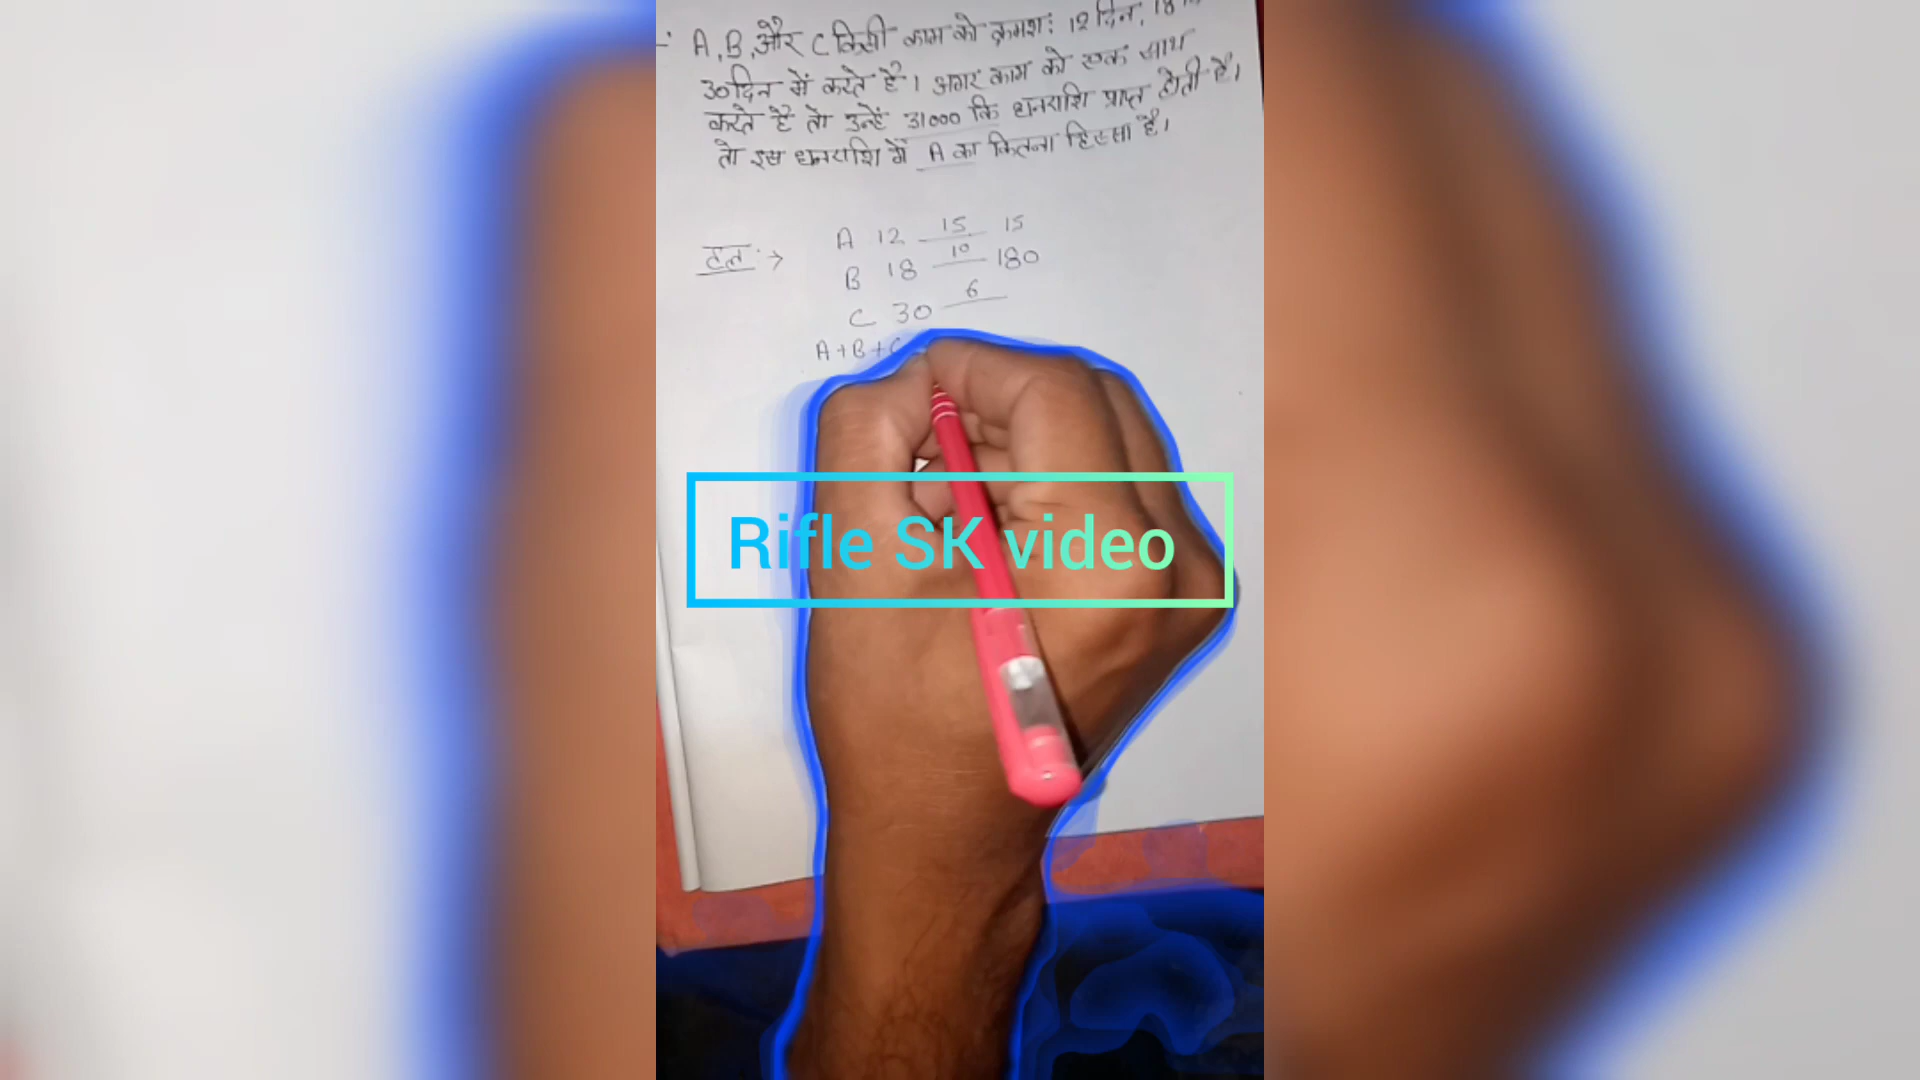 A, B, और C किसी काम को क्रमशः 12 दिन, 18
30 दिन में करते है। अगर काम को एक साथ
करते है तो उन्हें 31000 कि धनराशि प्राप्त होती है।
तो इस धनराशि में A का कितना हिस्सा है।
हल :→
A 12 15 15
B 18 10 180
C 30 6
A+B+C
Rifle SK video